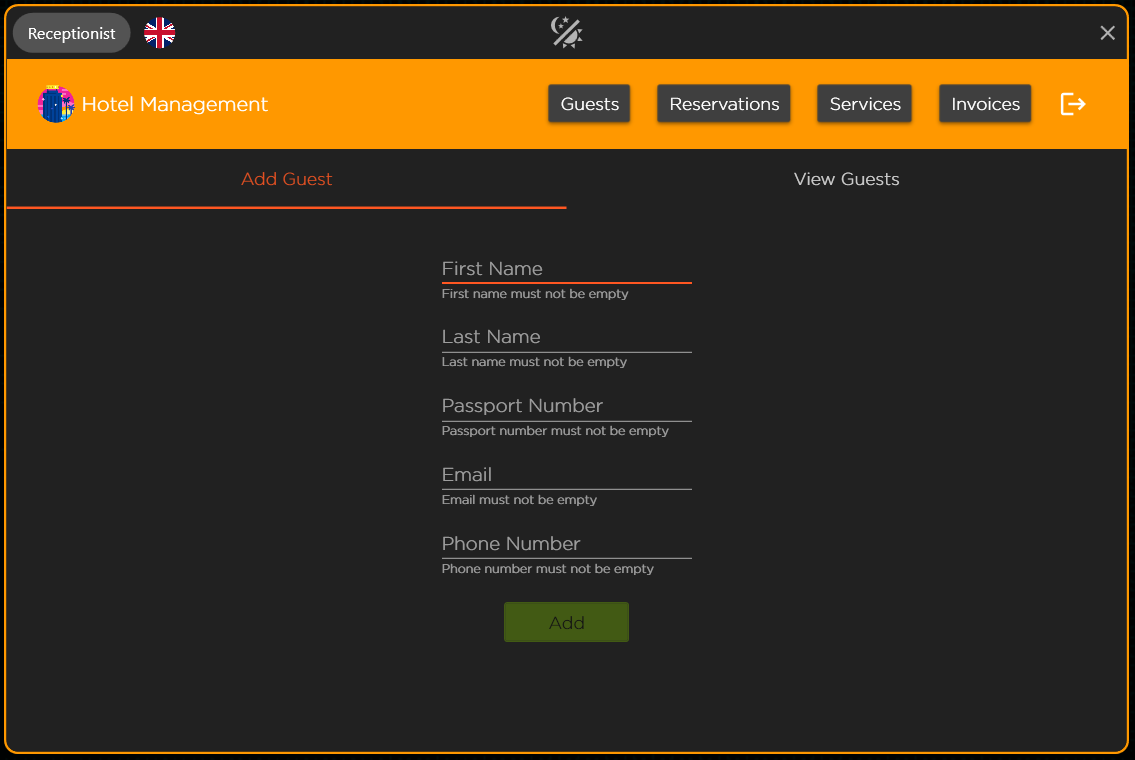 Receptionist
Hotel Management
Guests
Reservations
Services
Invoices
Add Guest
View Guests
First Name
First name must not be empty
Last Name
Last name must not be empty
Passport Number
Passport number must not be empty
Email
Email must not be empty
Phone Number
Phone number must not be empty
Add